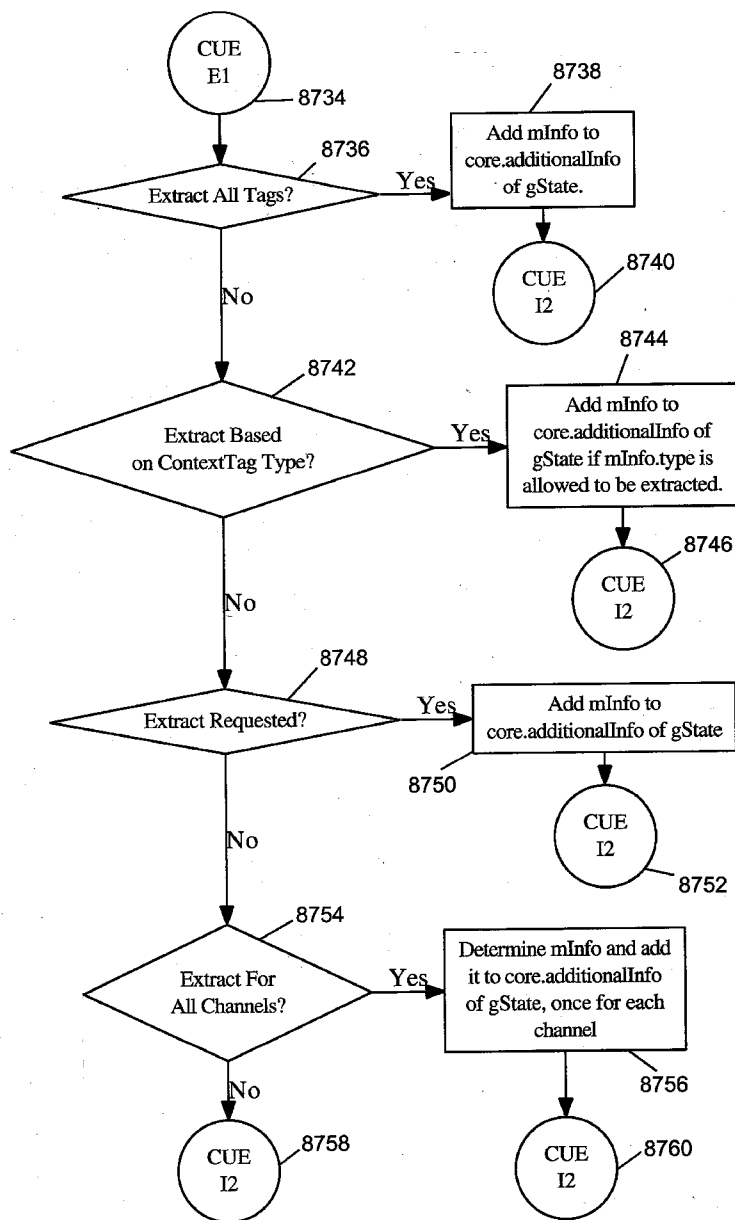 CUE
E1
8734
8738
8736
Add mInfo to
core.additionalInfo
of gState.
Extract All Tags?
Yes
8740
CUE
I2
No
8742
8744
Extract Based
on ContextTag Type?
Yes
Add mInfo to
core.additionalInfo of
gState if mInfo.type is
allowed to be extracted.
8746
CUE
I2
No
8748
Extract Requested?
Yes
Add mInfo to
core.additionalInfo of gState
8750
CUE
I2
8752
No
8754
Extract For
All Channels?
Yes
Determine mInfo and add
it to core.additionalInfo
of gState, once for each
channel
8756
No
CUE
I2
8758
CUE
I2
8760